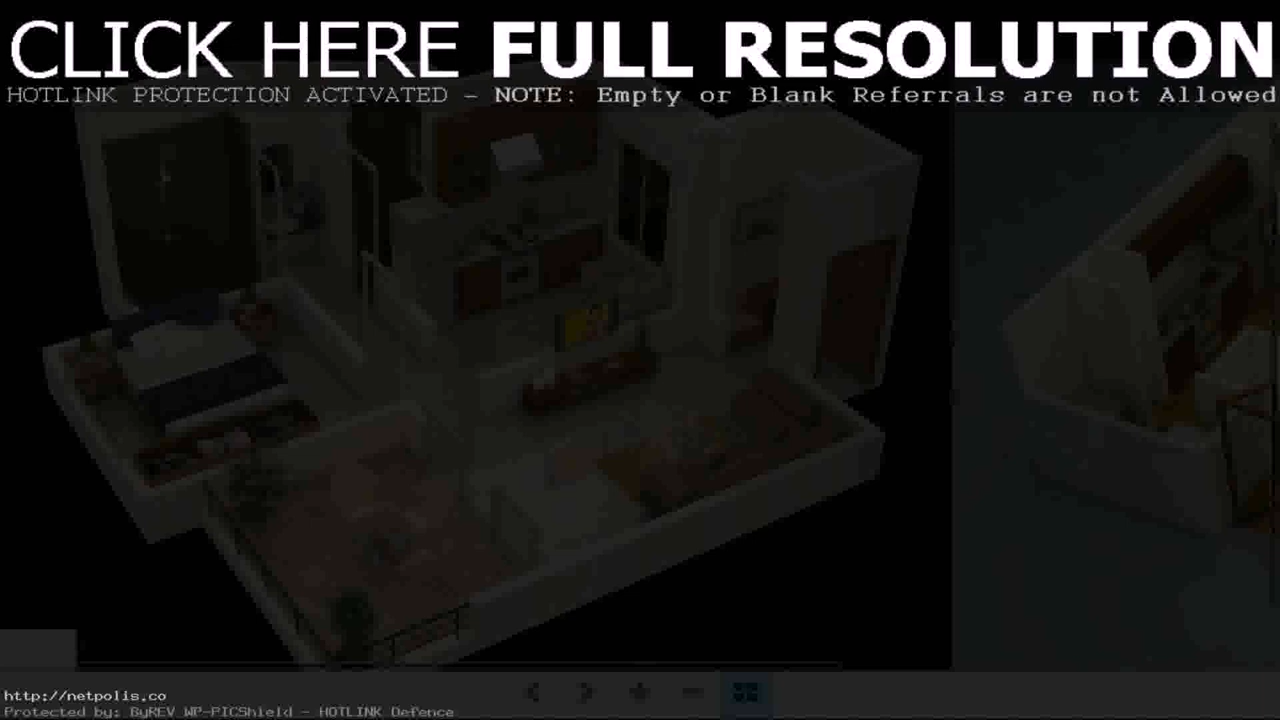 CLICK HERE FULL RESOLUTION
HOTLINK PROTECTION ACTIVATED - NOTE: Empty or Blank Referrals are not Allowed
http://netpolis.co
Protected by: ByREV WP-PICShield - HOTLINK Defence